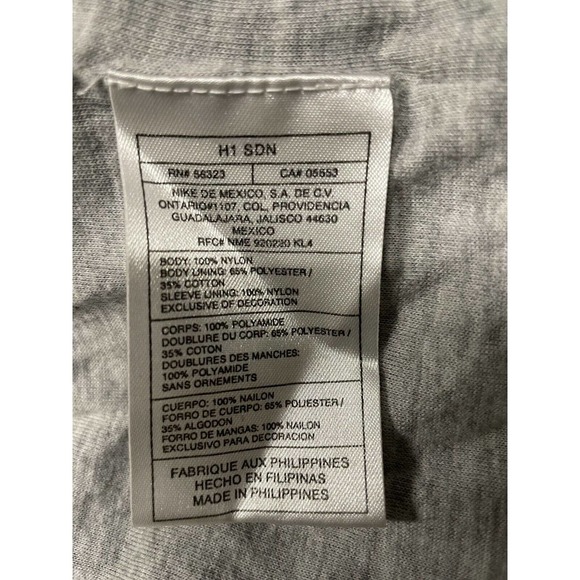 H1 SDN
RN# 56323 CA# 05553
NIKE DE MEXICO, S.A. DE C.V.
ONTARIO#1107, COL. PROVIDENCIA
GUADALAJARA, JALISCO 44630
MEXICO
RFC# NME 920220 KL4
BODY: 100% NYLON
BODY LINING: 65% POLYESTER /
35% COTTON
SLEEVE LINING: 100% NYLON
EXCLUSIVE OF DECORATION
CORPS: 100% POLYAMIDE
DOUBLURE DU CORP: 65% POLYESTER /
35% COTON
DOUBLURES DES MANCHES:
100% POLYAMIDE
SANS ORNEMENTS
CUERPO: 100% NAILON
FORRO DE CUERPO: 65% POLIESTER /
35% ALGODON
FORRO DE MANGAS: 100% NAILON
EXCLUSIVO PARA DECORACION
FABRIQUE AUX PHILIPPINES
HECHO EN FILIPINAS
MADE IN PHILIPPINES